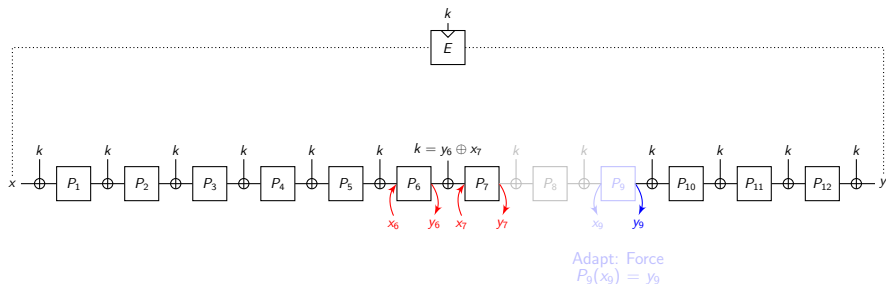 k
E
k k k k k k = y₆ ⊕ x₇ k k k k k k
x P₁ P₂ P₃ P₄ P₅ P₆ P₇ P₈ P₉ P₁₀ P₁₁ P₁₂ y
x₆ y₆ x₇ y₇ x₉ y₉
Adapt: Force
P₉(x₉) = y₉